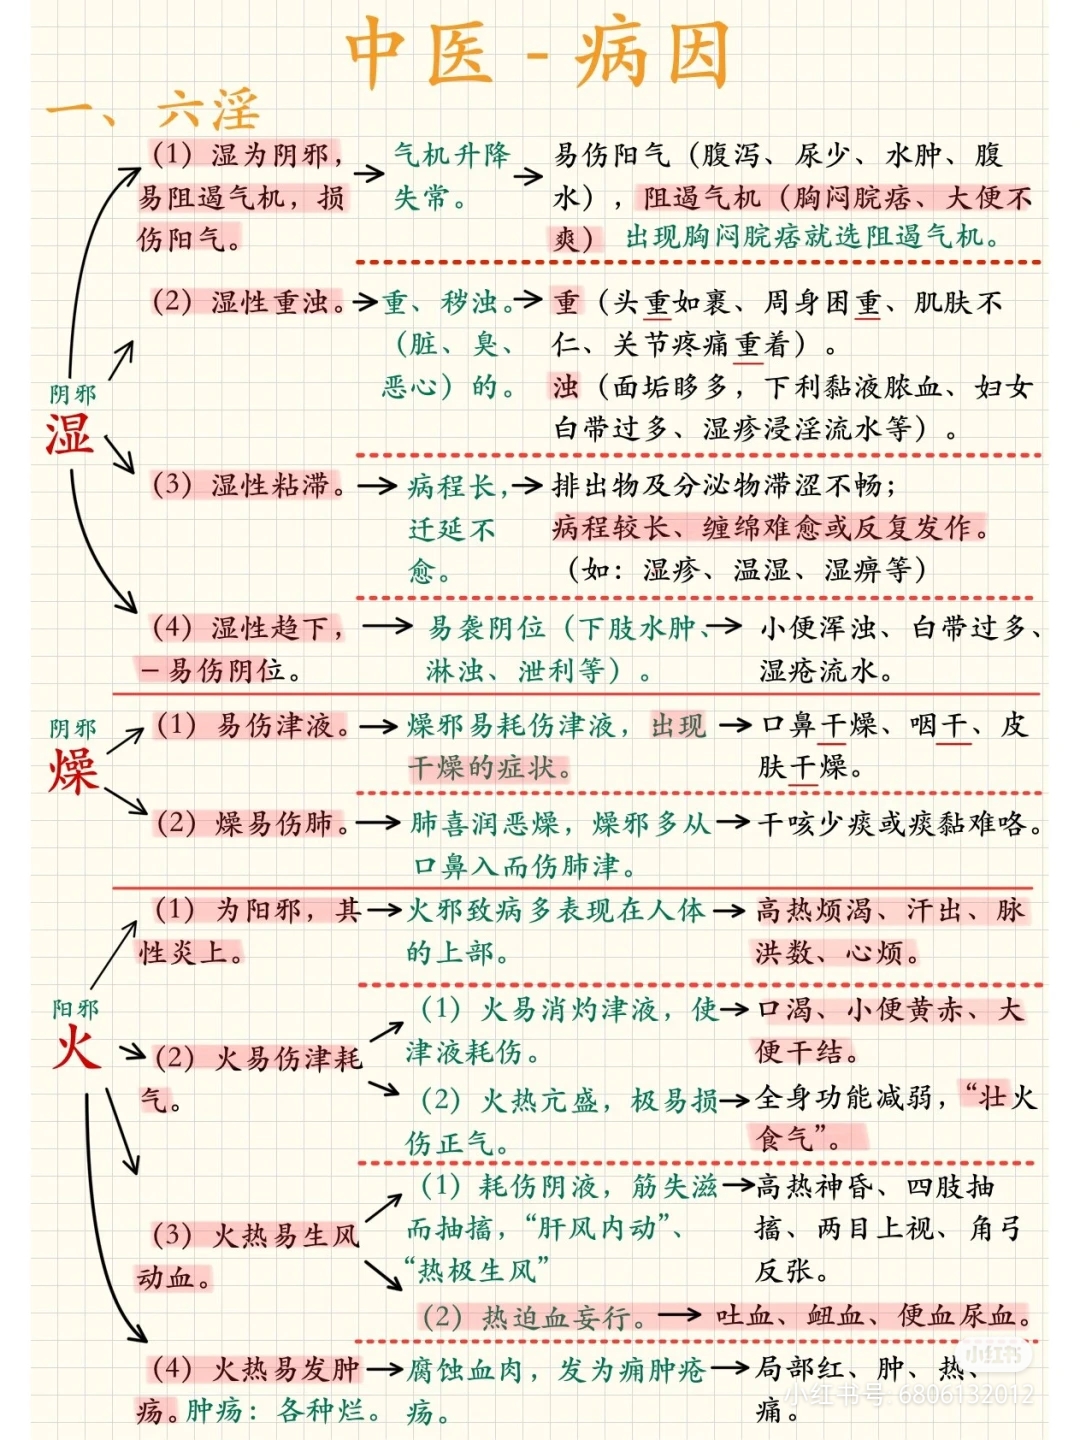 中医-病因
一、六淫
阴邪
湿
(1) 湿为阴邪,
易阻遏气机,损
伤阳气。
气机升降
失常。
易伤阳气(腹泻、尿少、水肿、腹
水),阻遏气机(胸闷脘痞、大便不
爽) 出现胸闷脘痞就选阻遏气机。
(2) 湿性重浊。
重、秽浊。
(脏、臭、
恶心)的。
重(头重如裹、周身困重、肌肤不
仁、关节疼痛重着)。
浊(面垢眵多,下利黏液脓血、妇女
白带过多、湿疹浸淫流水等)。
(3) 湿性粘滞。
病程长,
迁延不
愈。
排出物及分泌物滞涩不畅;
病程较长、缠绵难愈或反复发作。
(如:湿疹、温湿、湿痹等)
(4) 湿性趋下,
-易伤阴位。
易袭阴位(下肢水肿、
淋浊、泄利等)。
小便浑浊、白带过多、
湿疮流水。
阴邪
燥
(1) 易伤津液。
燥邪易耗伤津液,出现
干燥的症状。
口鼻干燥、咽干、皮
肤干燥。
(2) 燥易伤肺。
肺喜润恶燥,燥邪多从
口鼻入而伤肺津。
干咳少痰或痰黏难咯。
阳邪
火
(1) 为阳邪,其
性炎上。
火邪致病多表现在人体
的上部。
高热烦渴、汗出、脉
洪数、心烦。
(2) 火易伤津耗
气。
(1) 火易消灼津液,使
津液耗伤。
口渴、小便黄赤、大
便干结。
(2) 火热亢盛,极易损
伤正气。
全身功能减弱,“壮火
食气”。
(3) 火热易生风
动血。
(1) 耗伤阴液,筋失滋
而抽搐,“肝风内动”、
“热极生风”
高热神昏、四肢抽
搐、两目上视、角弓
反张。
(2) 热迫血妄行。
吐血、衄血、便血尿血。
(4) 火热易发肿
疡。肿疡:各种烂。
腐蚀血肉,发为痈肿疮
疡。
局部红、肿、热、
痛。
小红书
小红书号: 6806132012